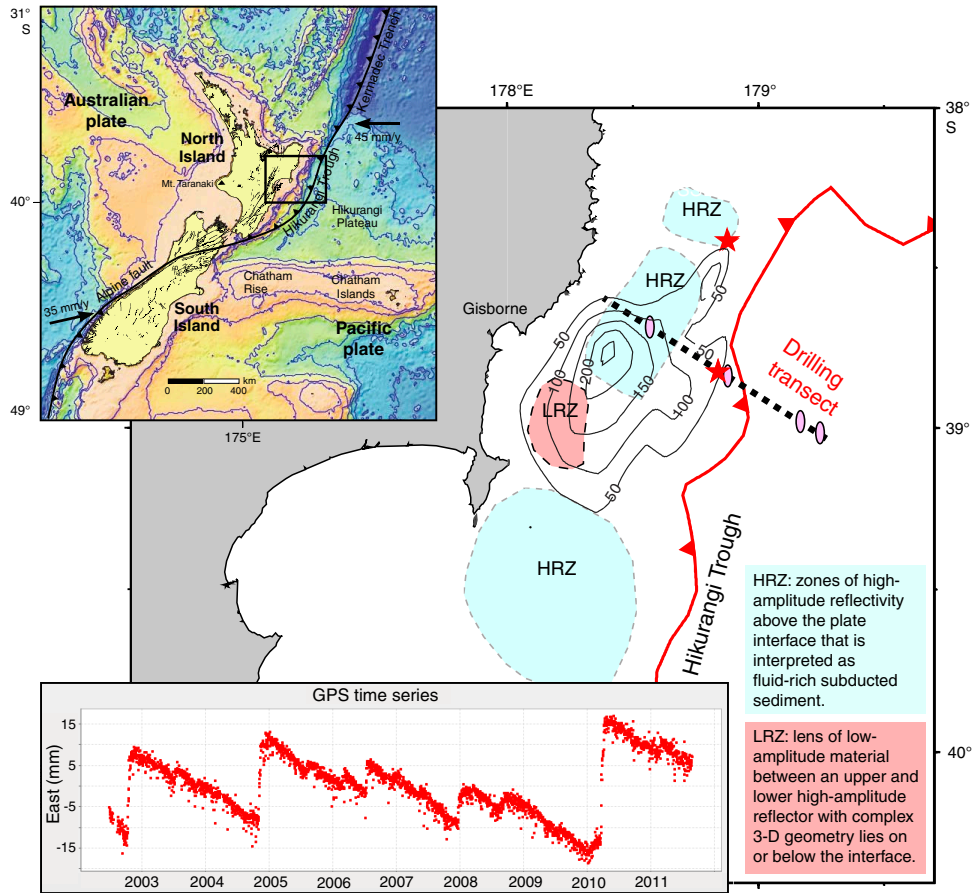 31°
S
Australian
plate
North
Island
Mt. Taranaki
Kermadec Trench
45 mm/y
Hikurangi Trough
40°
Hikurangi
Plateau
Alpine fault
35 mm/y
Chatham
Rise
Chatham
Islands
South
Island
Pacific
plate
0 200 400 km
49°
175°E
178°
179°
38°
S
HRZ
HRZ
50
Gisborne
50
50
100
200
150
100
LRZ
50
Drilling
transect
39°
HRZ
Hikurangi Trough
HRZ: zones of high-
amplitude reflectivity
above the plate
interface that is
interpreted as
fluid-rich subducted
sediment.
LRZ: lens of low-
amplitude material
between an upper and
lower high-amplitude
reflector with complex
3-D geometry lies on
or below the interface.
40°
GPS time series
East (mm)
15
5
-5
-15
2003 2004 2005 2006 2007 2008 2009 2010 2011